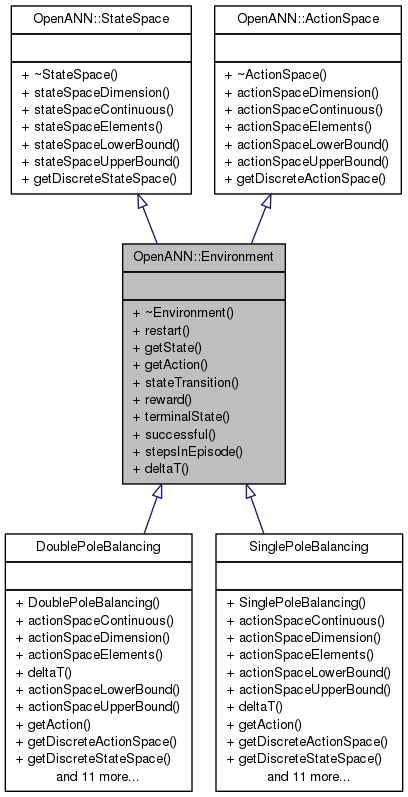 OpenANN::StateSpace
+ ~StateSpace()
+ stateSpaceDimension()
+ stateSpaceContinuous()
+ stateSpaceElements()
+ stateSpaceLowerBound()
+ stateSpaceUpperBound()
+ getDiscreteStateSpace()
OpenANN::ActionSpace
+ ~ActionSpace()
+ actionSpaceDimension()
+ actionSpaceContinuous()
+ actionSpaceElements()
+ actionSpaceLowerBound()
+ actionSpaceUpperBound()
+ getDiscreteActionSpace()
OpenANN::Environment
+ ~Environment()
+ restart()
+ getState()
+ getAction()
+ stateTransition()
+ reward()
+ terminalState()
+ successful()
+ stepsInEpisode()
+ deltaT()
DoublePoleBalancing
+ DoublePoleBalancing()
+ actionSpaceContinuous()
+ actionSpaceDimension()
+ actionSpaceElements()
+ deltaT()
+ actionSpaceLowerBound()
+ actionSpaceUpperBound()
+ getAction()
+ getDiscreteActionSpace()
+ getDiscreteStateSpace()
and 11 more...
SinglePoleBalancing
+ SinglePoleBalancing()
+ actionSpaceContinuous()
+ actionSpaceDimension()
+ actionSpaceElements()
+ actionSpaceLowerBound()
+ actionSpaceUpperBound()
+ deltaT()
+ getAction()
+ getDiscreteActionSpace()
+ getDiscreteStateSpace()
and 11 more...